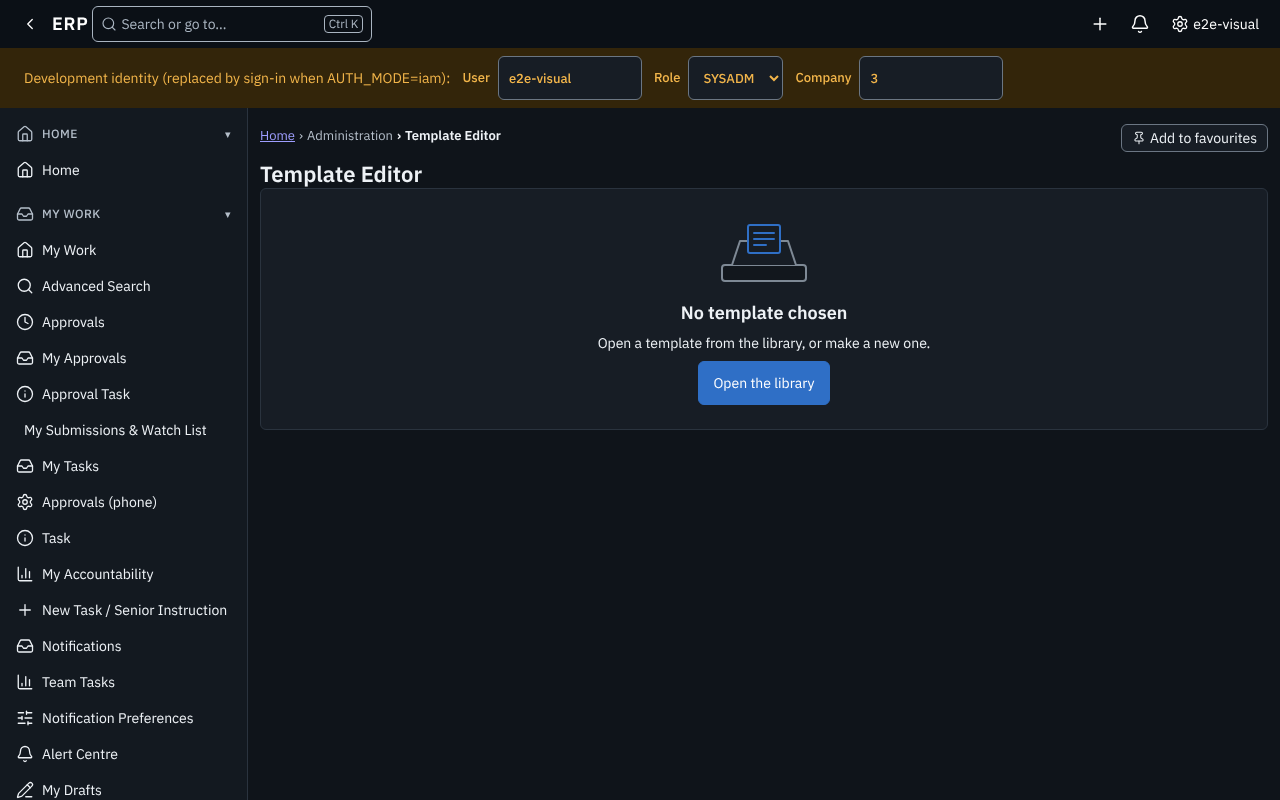 ERP
Search or go to...
Ctrl K
e2e-visual
Development identity (replaced by sign-in when AUTH_MODE=iam):
User
e2e-visual
Role
SYSADM
Company
3
HOME
Home
MY WORK
My Work
Advanced Search
Approvals
My Approvals
Approval Task
My Submissions & Watch List
My Tasks
Approvals (phone)
Task
My Accountability
New Task / Senior Instruction
Notifications
Team Tasks
Notification Preferences
Alert Centre
My Drafts
Home › Administration › Template Editor
Add to favourites
Template Editor
No template chosen
Open a template from the library, or make a new one.
Open the library